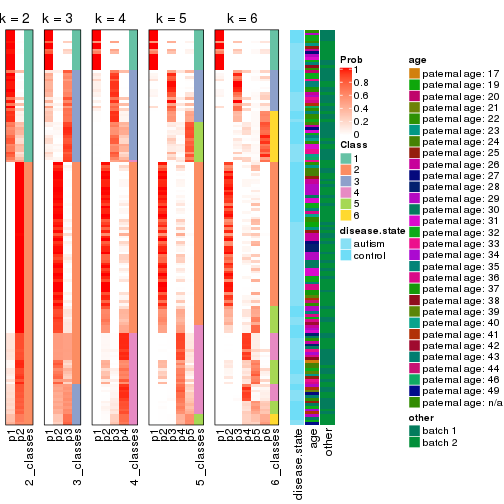 k = 2
k = 3
k = 4
k = 5
k = 6
p1
p2
2_classes
p1
p2
p3
3_classes
p1
p2
p3
p4
4_classes
p1
p2
p3
p4
p5
5_classes
p1
p2
p3
p4
p5
p6
6_classes
disease.state
age
other
Prob
1
0.8
0.6
0.4
0.2
0
Class
1
2
3
4
5
6
disease.state
autism
control
age
paternal age: 17
paternal age: 19
paternal age: 20
paternal age: 21
paternal age: 22
paternal age: 23
paternal age: 24
paternal age: 25
paternal age: 26
paternal age: 27
paternal age: 28
paternal age: 29
paternal age: 30
paternal age: 31
paternal age: 32
paternal age: 33
paternal age: 34
paternal age: 35
paternal age: 36
paternal age: 37
paternal age: 38
paternal age: 39
paternal age: 40
paternal age: 41
paternal age: 42
paternal age: 43
paternal age: 44
paternal age: 46
paternal age: 49
paternal age: n/a
other
batch 1
batch 2